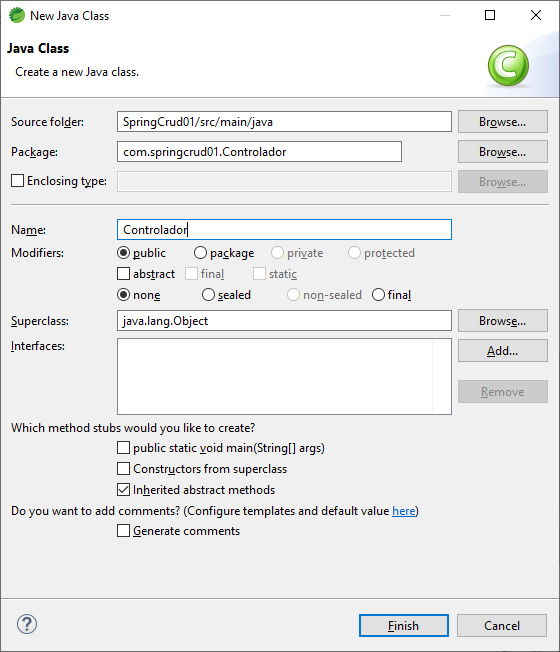 New Java Class
Java Class
Create a new Java class.
C
Source folder: SpringCrud01/src/main/java Browse...
Package: com.springcrud01.Controlador Browse...
Enclosing type: Browse...
Name: Controlador
Modifiers: public package private protected
abstract final static
none sealed non-sealed final
Superclass: java.lang.Object Browse...
Interfaces: Add...
Remove
Which method stubs would you like to create?
public static void main(String[] args)
Constructors from superclass
Inherited abstract methods
Do you want to add comments? (Configure templates and default value here)
Generate comments
? Finish Cancel